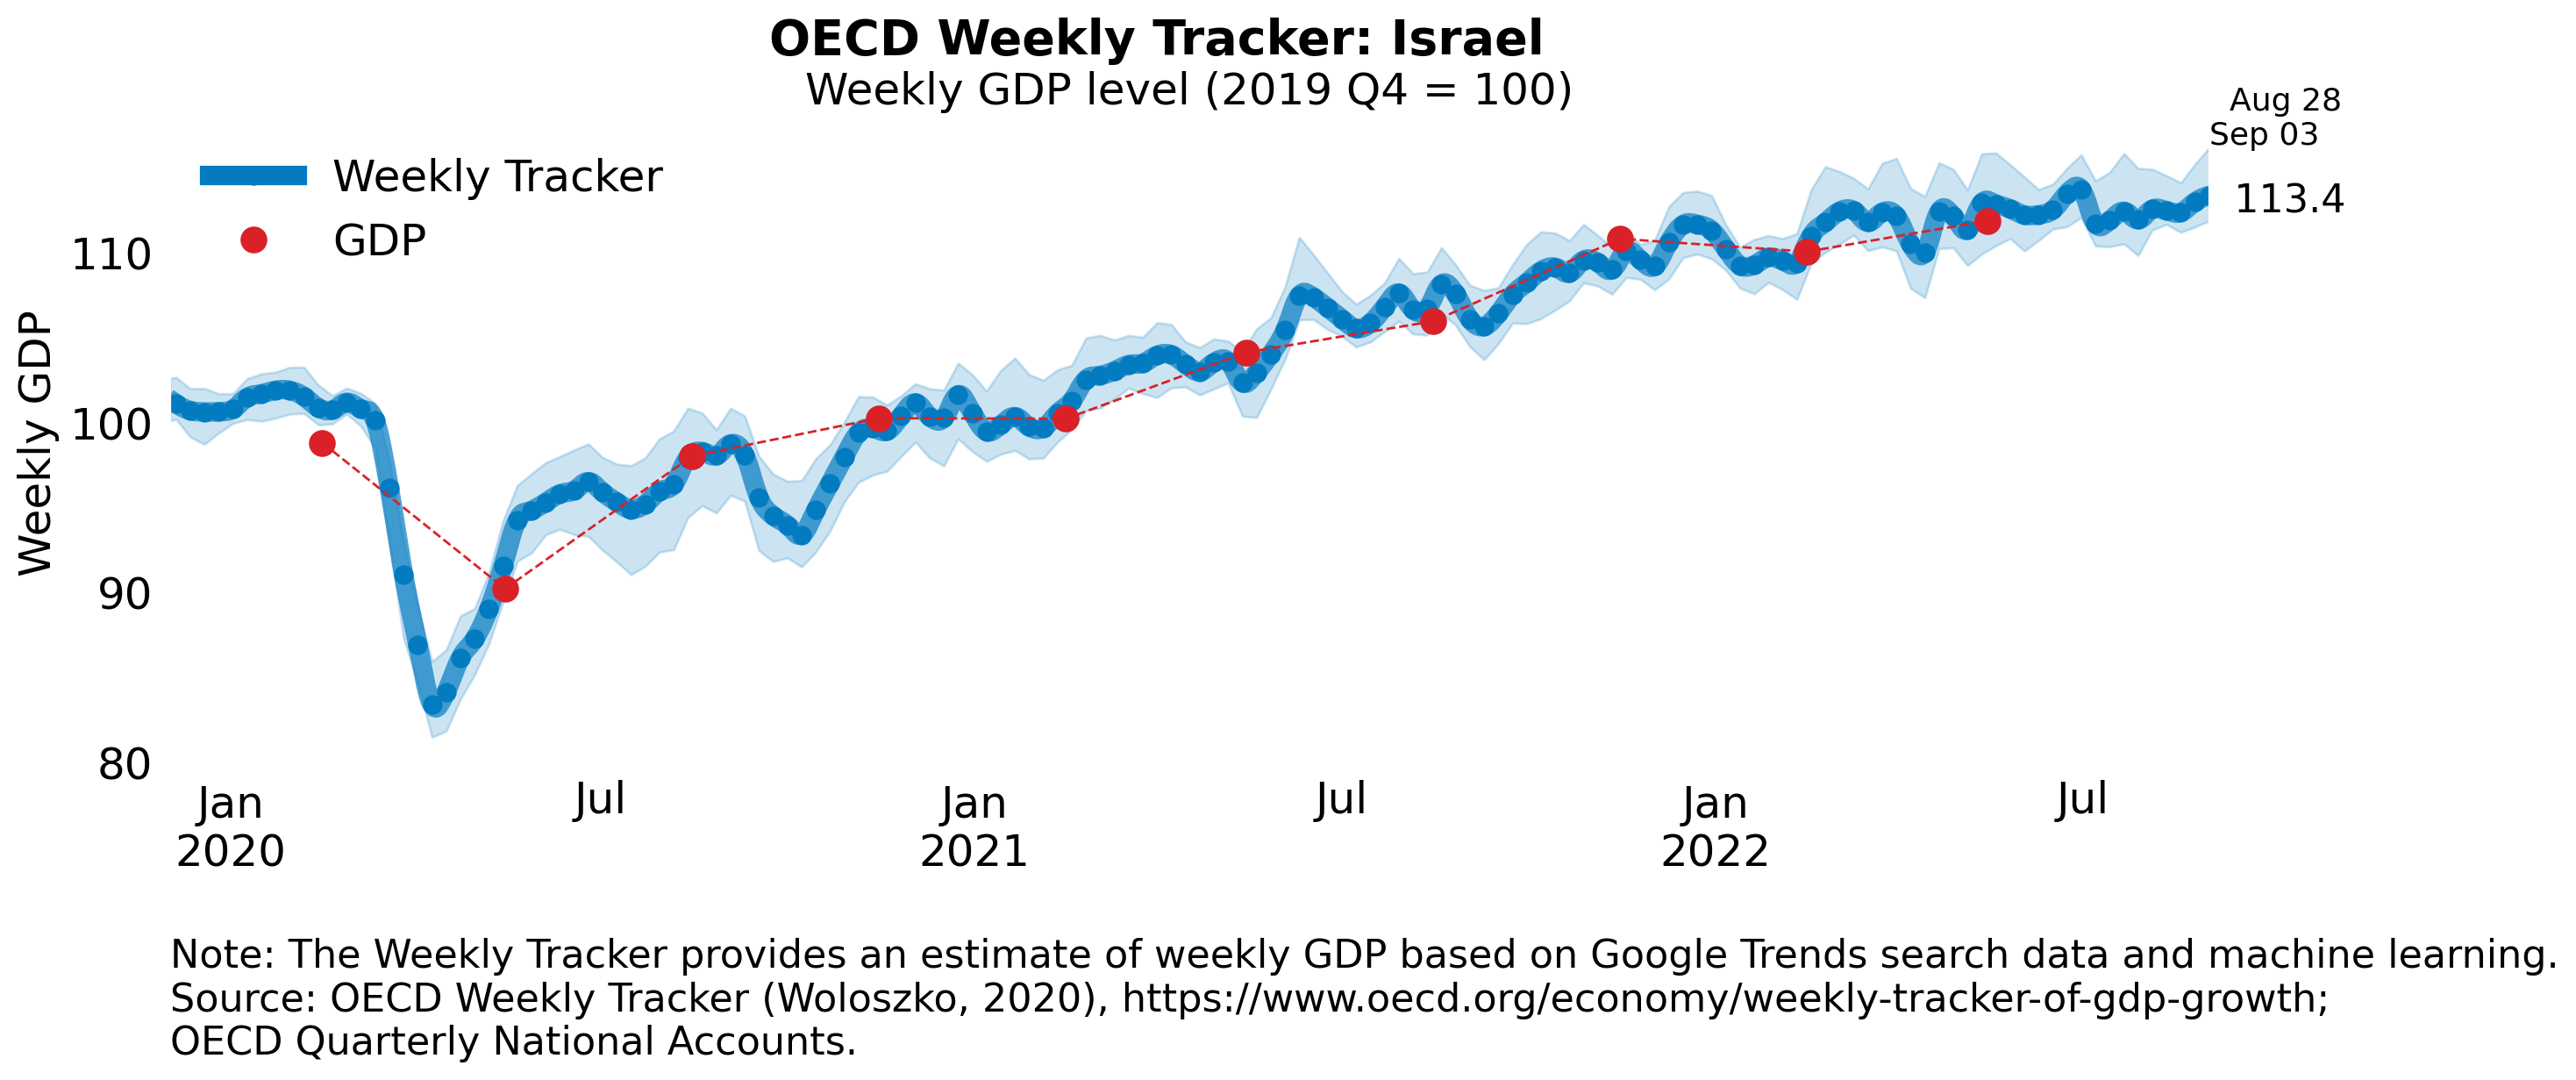 OECD Weekly Tracker: Israel
Weekly GDP level (2019 Q4 = 100)
Aug 28
Sep 03
113.4
Weekly Tracker
GDP
Weekly GDP
110
100
90
80
Jan
2020
Jul
Jan
2021
Jul
Jan
2022
Jul
Note: The Weekly Tracker provides an estimate of weekly GDP based on Google Trends search data and machine learning.
Source: OECD Weekly Tracker (Woloszko, 2020), https://www.oecd.org/economy/weekly-tracker-of-gdp-growth;
OECD Quarterly National Accounts.